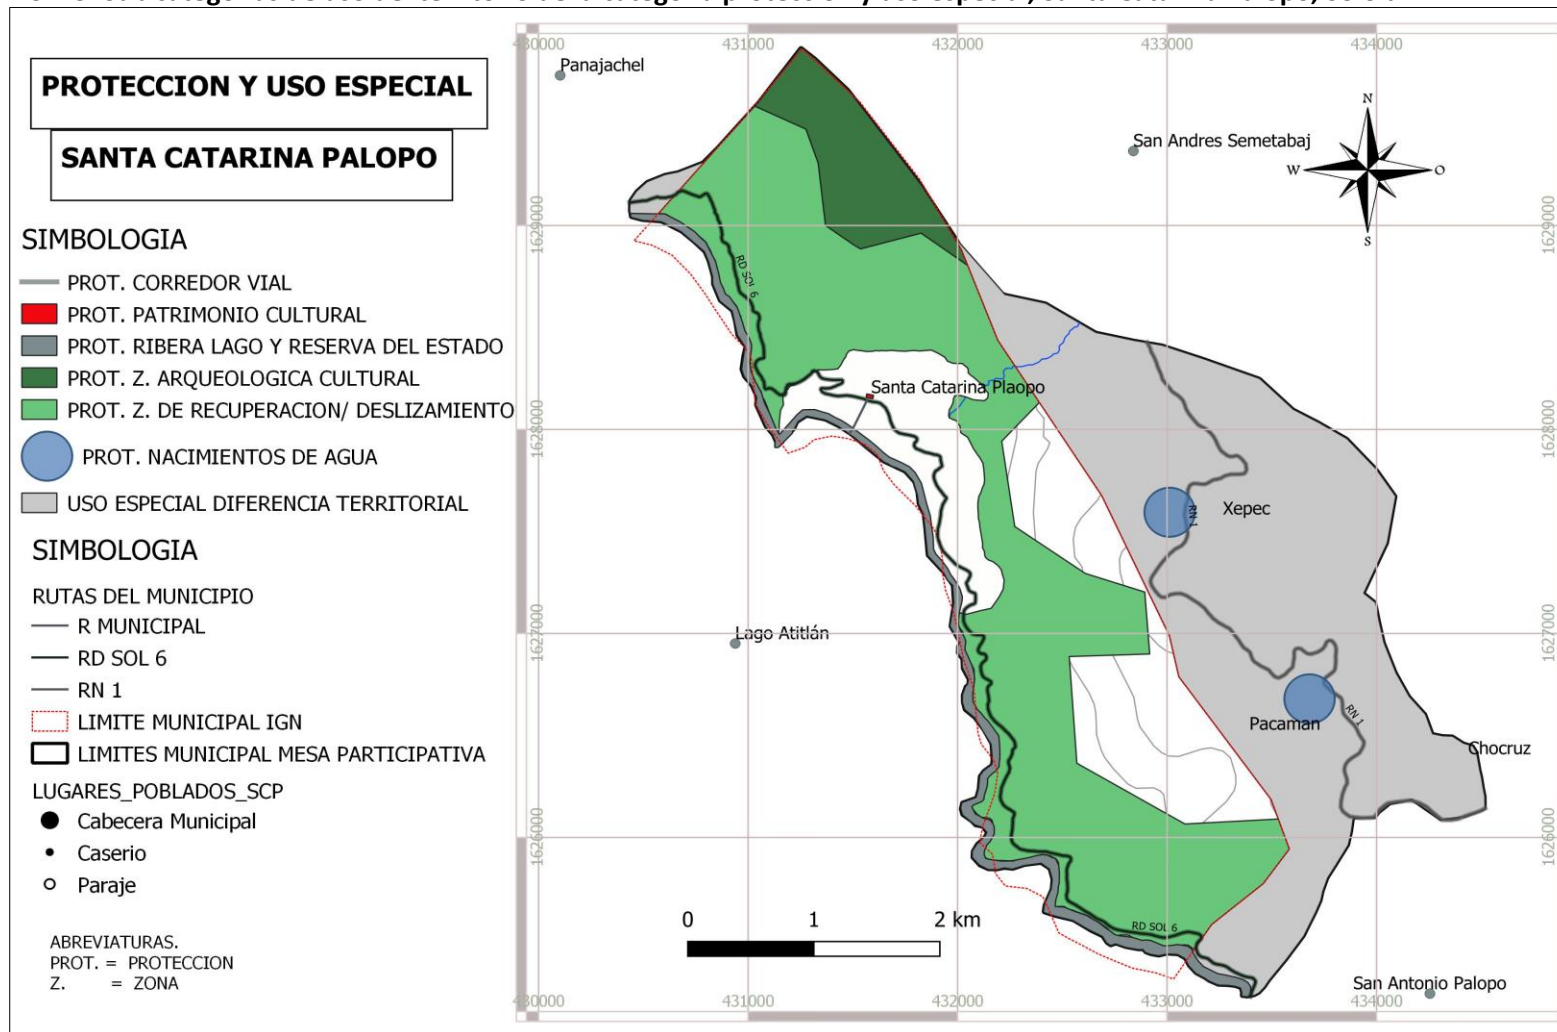 PROTECCION Y USO ESPECIAL
SANTA CATARINA PALOPO
SIMBOLOGIA
PROT. CORREDOR VIAL
PROT. PATRIMONIO CULTURAL
PROT. RIBERA LAGO Y RESERVA DEL ESTADO
PROT. Z. ARQUEOLOGICA CULTURAL
PROT. Z. DE RECUPERACION/ DESLIZAMIENTO
PROT. NACIMIENTOS DE AGUA
USO ESPECIAL DIFERENCIA TERRITORIAL
SIMBOLOGIA
RUTAS DEL MUNICIPIO
R MUNICIPAL
RD SOL 6
RN 1
LIMITE MUNICIPAL IGN
LIMITES MUNICIPAL MESA PARTICIPATIVA
LUGARES_POBLADOS_SCP
Cabecera Municipal
Caserio
Paraje
ABREVIATURAS.
PROT. = PROTECCION
Z. = ZONA
430000 431000 432000 433000 434000
Panajachel
San Andres Semetabaj
N
W O
S
1629000 1629000
RD SOL 6
Santa Catarina Plaopo
1628000 1628000
Xepec
RN 1
1627000 1627000
Lago Atitlán
RN 1
Pacaman
Chocruz
1626000 1626000
0 1 2 km
RD SOL 6
San Antonio Palopo
430000 431000 432000 433000 434000